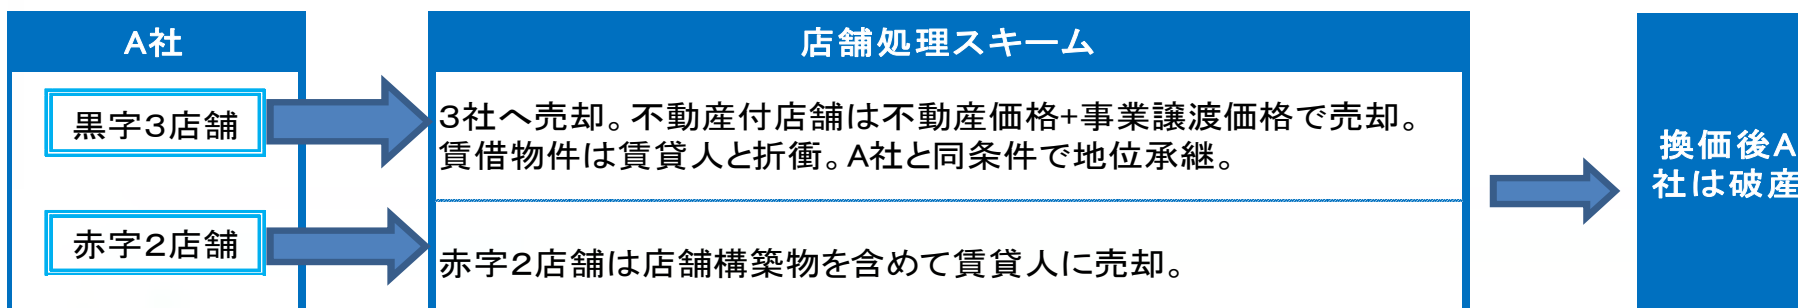 A社
店舗処理スキーム
黒字3店舗
3社へ売却。不動産付店舗は不動産価格+事業譲渡価格で売却。
賃借物件は賃貸人と折衝。A社と同条件で地位承継。
赤字2店舗
赤字2店舗は店舗構築物を含めて賃貸人に売却。
換価後A
社は破産